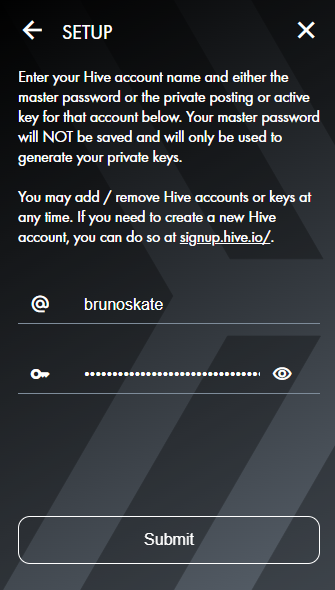 SETUP
Enter your Hive account name and either the
master password or the private posting or active
key for that account below. Your master password
will NOT be saved and will only be used to
generate your private keys.
You may add / remove Hive accounts or keys at
any time. If you need to create a new Hive
account, you can do so at signup.hive.io/.
brunoskate
Submit